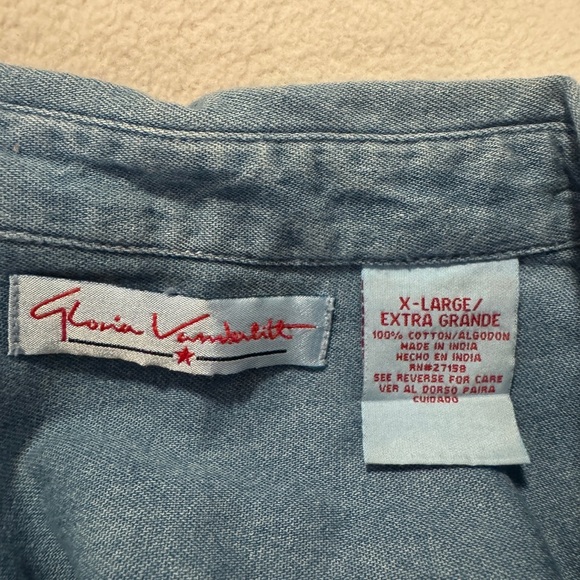 Gloria Vanderbilt
X-LARGE/
EXTRA GRANDE
100% COTTON/ALGODON
MADE IN INDIA
HECHO EN INDIA
RN#27158
SEE REVERSE FOR CARE
VER AL DORSO PAIRA
CUIDADO